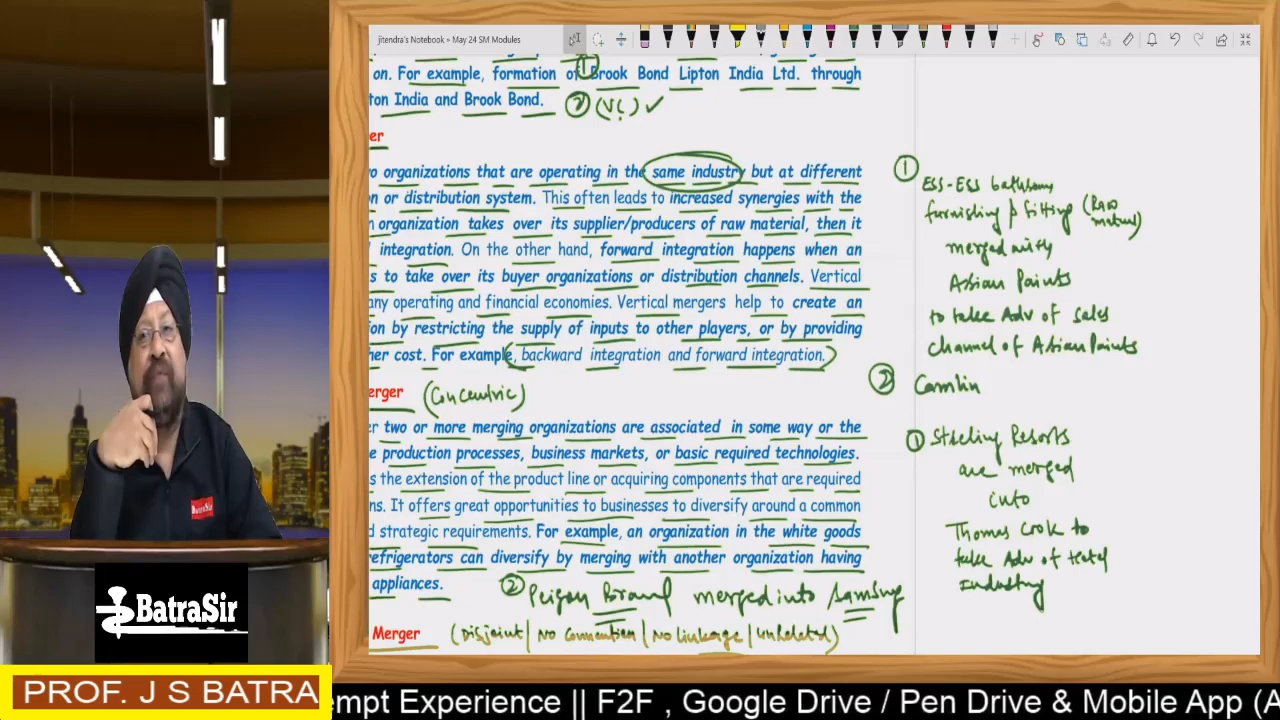 jitendra's Notebook » May 24 SM Modules
on. For example, formation of Brook Bond Lipton India Ltd. through
ton India and Brook Bond. ② (V.C.) ✓
①
er
vo organizations that are operating in the same industry but at different
n or distribution system. This often leads to increased synergies with the
n organization takes over its supplier/producers of raw material, then it
d integration. On the other hand, forward integration happens when an
s to take over its buyer organizations or distribution channels. Vertical
any operating and financial economies. Vertical mergers help to create an
ion by restricting the supply of inputs to other players, or by providing
her cost. For example, backward integration and forward integration.
erger (Concentric)
er two or more merging organizations are associated in some way or the
e production processes, business markets, or basic required technologies.
s the extension of the product line or acquiring components that are required
ns. It offers great opportunities to businesses to diversify around a common
d strategic requirements. For example, an organization in the white goods
refrigerators can diversify by merging with another organization having
appliances.
② Brand merged into Samsung
Merger (Disjoint / No Connection / No linkage / Unrelated)
①
Ess-Ess bathroom
furnishing & fitting (Raw
material)
merged with
Asian Paints
to take Adv of sales
channel of Asian Paints
② Camlin
① Sterling Resorts
are merged
into
Thomas Cook to
take Adv of
Industry
BatraSir
BatraSir
PROF. J S BATRA
empt Experience || F2F , Google Drive / Pen Drive & Mobile App (A